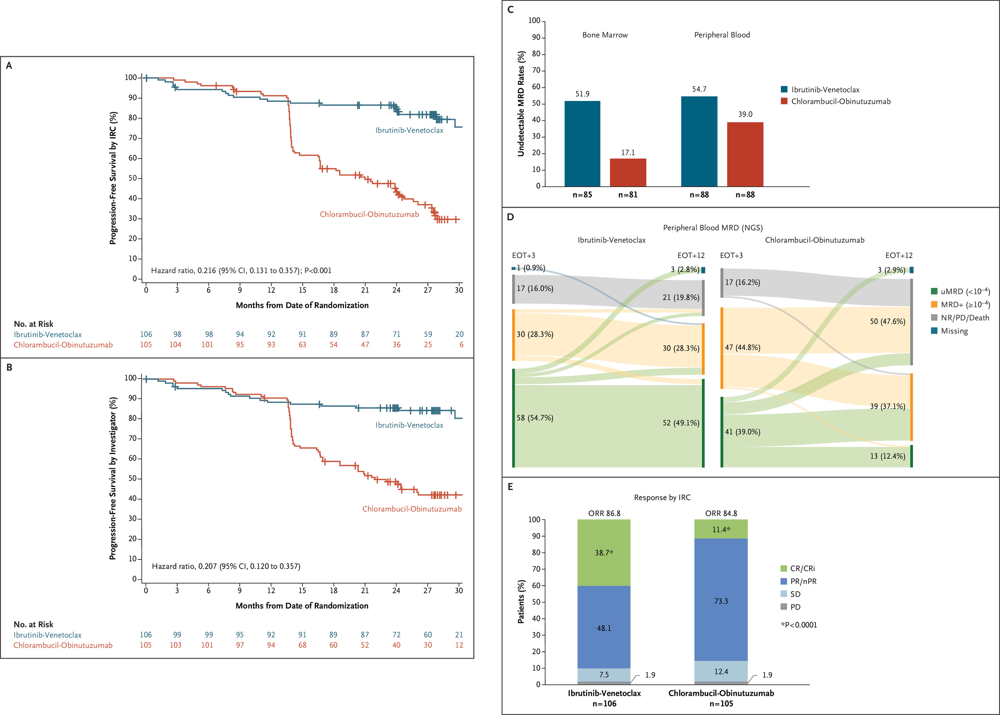 A
Progression-Free Survival by IRC (%)
100
90
80
70
60
50
40
30
20
10
0
Ibrutinib-Venetoclax
Chlorambucil-Obinutuzumab
Hazard ratio, 0.216 (95% CI, 0.131 to 0.357); P<0.001
0 3 6 9 12 15 18 21 24 27 30
Months from Date of Randomization
No. at Risk
Ibrutinib-Venetoclax 106 98 98 94 92 91 89 87 71 59 20
Chlorambucil-Obinutuzumab 105 104 101 95 93 63 54 47 36 25 6
B
Progression-Free Survival by Investigator (%)
100
90
80
70
60
50
40
30
20
10
0
Ibrutinib-Venetoclax
Chlorambucil-Obinutuzumab
Hazard ratio, 0.207 (95% CI, 0.120 to 0.357)
0 3 6 9 12 15 18 21 24 27 30
Months from Date of Randomization
No. at Risk
Ibrutinib-Venetoclax 106 99 99 95 92 91 89 87 72 60 21
Chlorambucil-Obinutuzumab 105 103 101 97 94 68 60 52 40 30 12
C
Undetectable MRD Rates (%)
100
90
80
70
60
50
40
30
20
10
0
Bone Marrow Peripheral Blood
51.9 17.1 54.7 39.0
n=85 n=81 n=88 n=88
Ibrutinib-Venetoclax
Chlorambucil-Obinutuzumab
D
Peripheral Blood MRD (NGS)
Ibrutinib-Venetoclax Chlorambucil-Obinutuzumab
EOT+3 EOT+12 EOT+3 EOT+12
1 (0.9%) 3 (2.8%) 3 (2.9%)
17 (16.0%) 21 (19.8%) 17 (16.2%)
30 (28.3%) 30 (28.3%) 47 (44.8%) 50 (47.6%)
58 (54.7%) 52 (49.1%) 41 (39.0%) 39 (37.1%)
13 (12.4%)
uMRD (<10⁻⁴)
MRD+ (≥10⁻⁴)
NR/PD/Death
Missing
E
Response by IRC
Patients (%)
100
90
80
70
60
50
40
30
20
10
0
ORR 86.8 ORR 84.8
38.7* 11.4*
48.1 73.3
7.5 12.4
1.9 1.9
Ibrutinib-Venetoclax Chlorambucil-Obinutuzumab
n=106 n=105
CR/CRi
PR/nPR
SD
PD
*P<0.0001